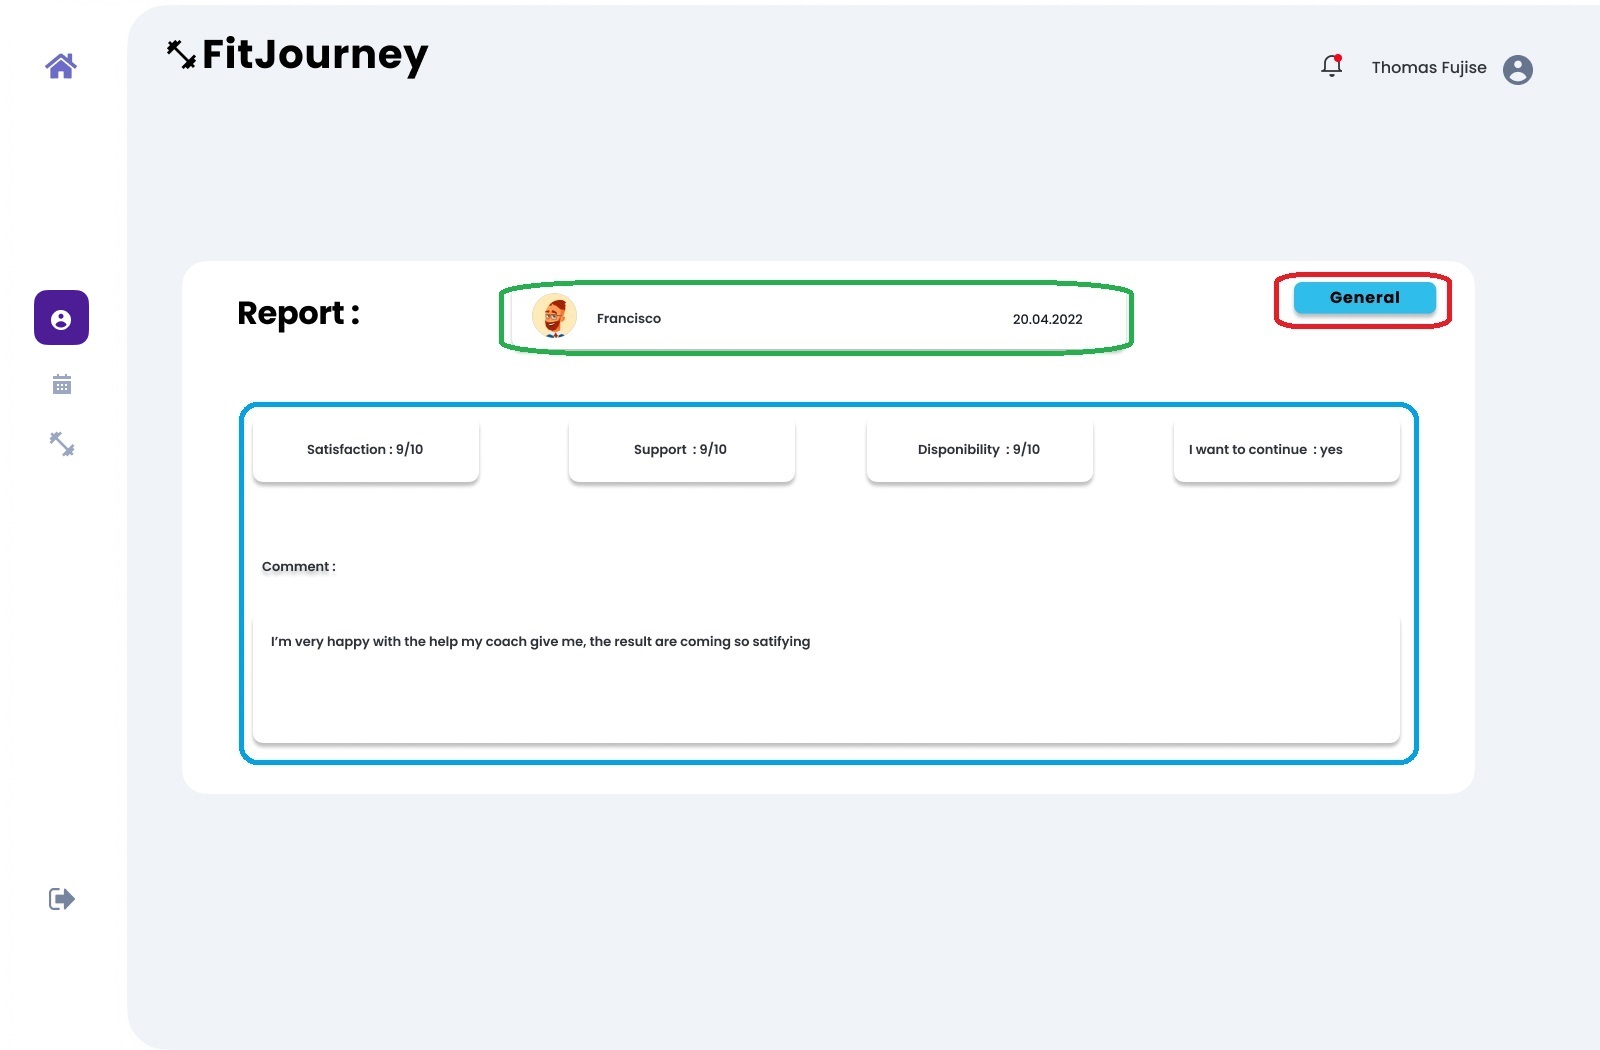 FitJourney
Thomas Fujise
Report :
Francisco
20.04.2022
General
Satisfaction : 9/10
Support : 9/10
Disponibility : 9/10
I want to continue : yes
Comment :
I'm very happy with the help my coach give me, the result are coming so satifying